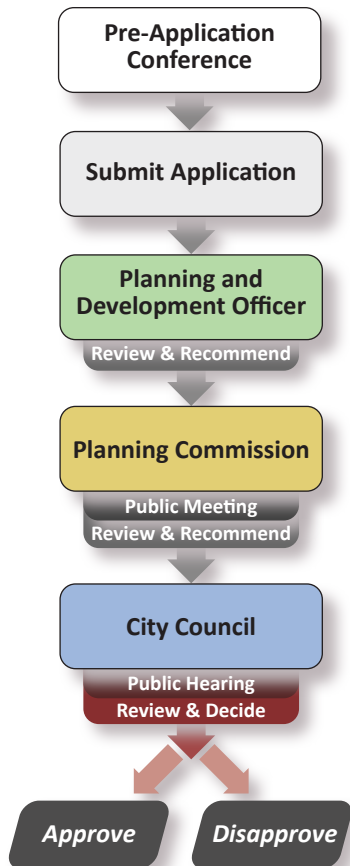 Pre-Application
Conference
Submit Application
Planning and
Development Officer
Review & Recommend
Planning Commission
Public Meeting
Review & Recommend
City Council
Public Hearing
Review & Decide
Approve
Disapprove